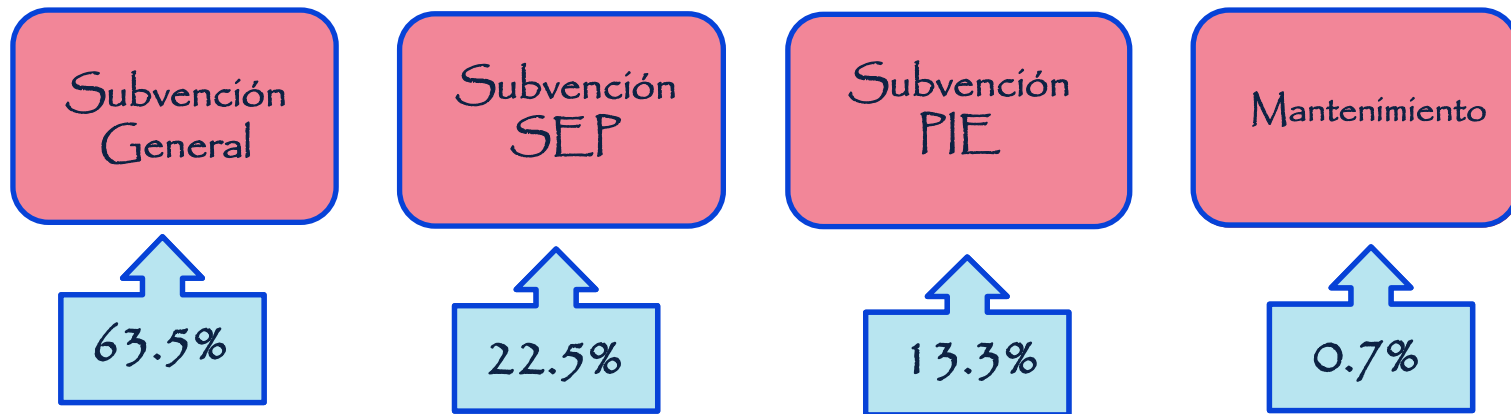 Subvención
General
Subvención
SEP
Subvención
PIE
Mantenimiento
63.5%
22.5%
13.3%
0.7%